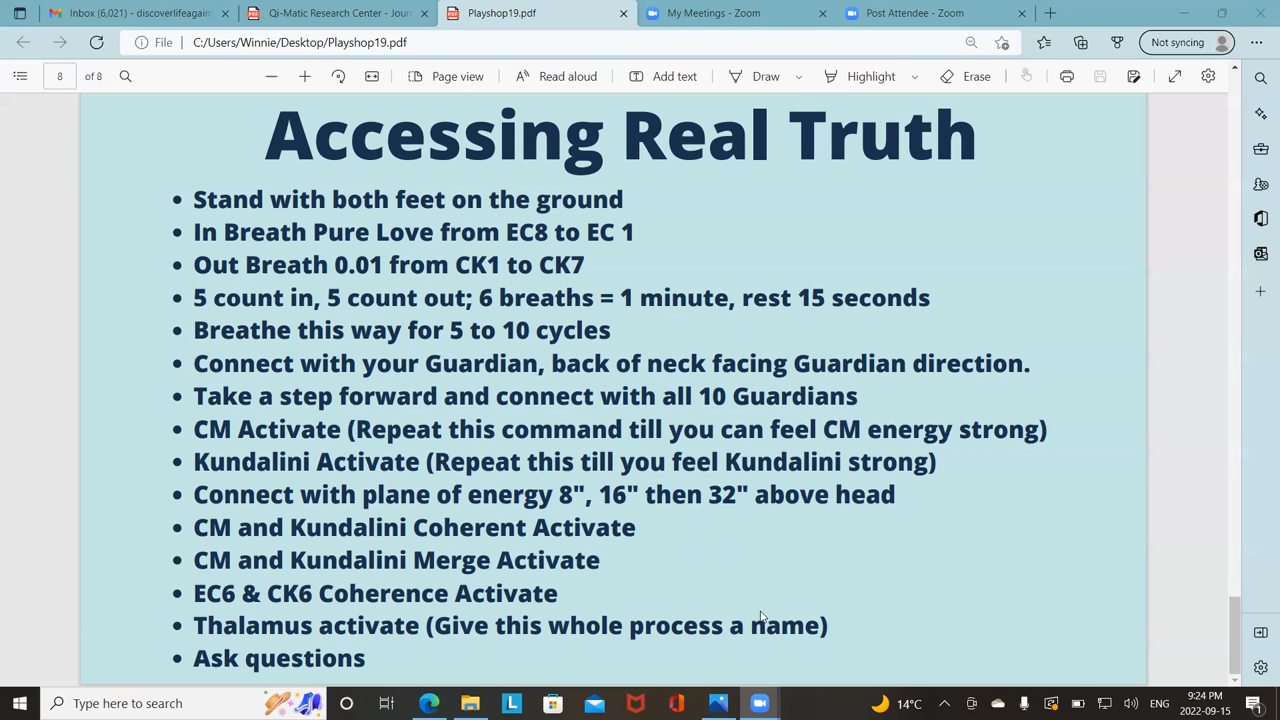 Inbox (6,021) - discoverlifeagain
Qi-Matic Research Center - Journ
Playshop19.pdf
My Meetings - Zoom
Post Attendee - Zoom
File
C:/Users/Winnie/Desktop/Playshop19.pdf
Not syncing
8 of 8
Page view
Read aloud
Add text
Draw
Highlight
Erase
Accessing Real Truth
• Stand with both feet on the ground
• In Breath Pure Love from EC8 to EC 1
• Out Breath 0.01 from CK1 to CK7
• 5 count in, 5 count out; 6 breaths = 1 minute, rest 15 seconds
• Breathe this way for 5 to 10 cycles
• Connect with your Guardian, back of neck facing Guardian direction.
• Take a step forward and connect with all 10 Guardians
• CM Activate (Repeat this command till you can feel CM energy strong)
• Kundalini Activate (Repeat this till you feel Kundalini strong)
• Connect with plane of energy 8", 16" then 32" above head
• CM and Kundalini Coherent Activate
• CM and Kundalini Merge Activate
• EC6 & CK6 Coherence Activate
• Thalamus activate (Give this whole process a name)
• Ask questions
Type here to search
14°C
9:24 PM
2022-09-15